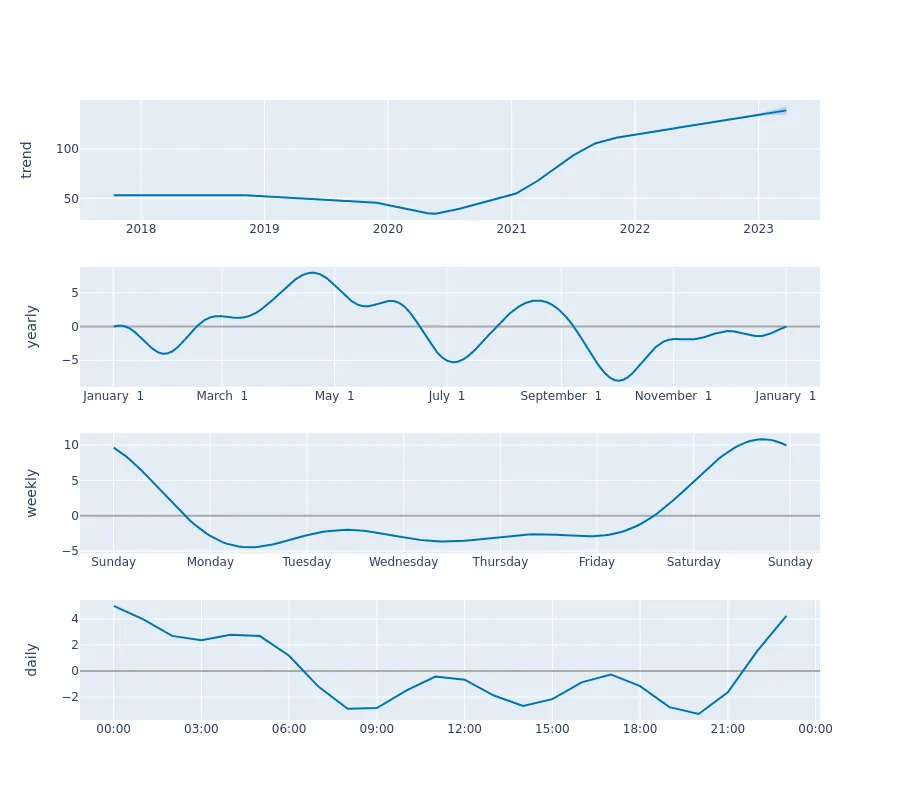 trend
100
50
2018 2019 2020 2021 2022 2023
yearly
5
0
−5
January 1 March 1 May 1 July 1 September 1 November 1 January 1
weekly
10
5
0
−5
Sunday Monday Tuesday Wednesday Thursday Friday Saturday Sunday
daily
4
2
0
−2
00:00 03:00 06:00 09:00 12:00 15:00 18:00 21:00 00:00